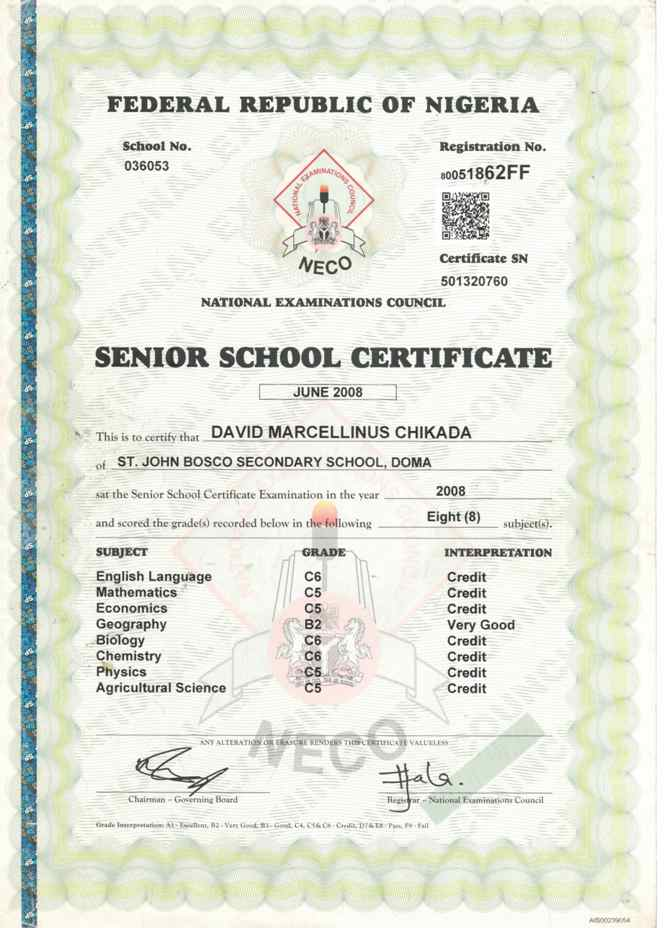 FEDERAL REPUBLIC OF NIGERIA
School No.
036053
Registration No.
80051862FF
NATIONAL EXAMINATIONS COUNCIL
NECO
Certificate SN
501320760
NATIONAL EXAMINATIONS COUNCIL
SENIOR SCHOOL CERTIFICATE
JUNE 2008
This is to certify that DAVID MARCELLINUS CHIKADA
of ST. JOHN BOSCO SECONDARY SCHOOL, DOMA
sat the Senior School Certificate Examination in the year 2008
and scored the grade(s) recorded below in the following Eight (8) subject(s).
SUBJECT GRADE INTERPRETATION
English Language C6 Credit
Mathematics C5 Credit
Economics C5 Credit
Geography B2 Very Good
Biology C6 Credit
Chemistry C6 Credit
Physics C5 Credit
Agricultural Science C5 Credit
NECO
ANY ALTERATION OR ERASURE RENDERS THIS CERTIFICATE VALUELESS
Chairman – Governing Board
Registrar – National Examinations Council
Grade Interpretation: A1 - Excellent, B2 - Very Good, B3 - Good, C4, C5 & C6 - Credit, D7 & E8 - Pass, F9 - Fail